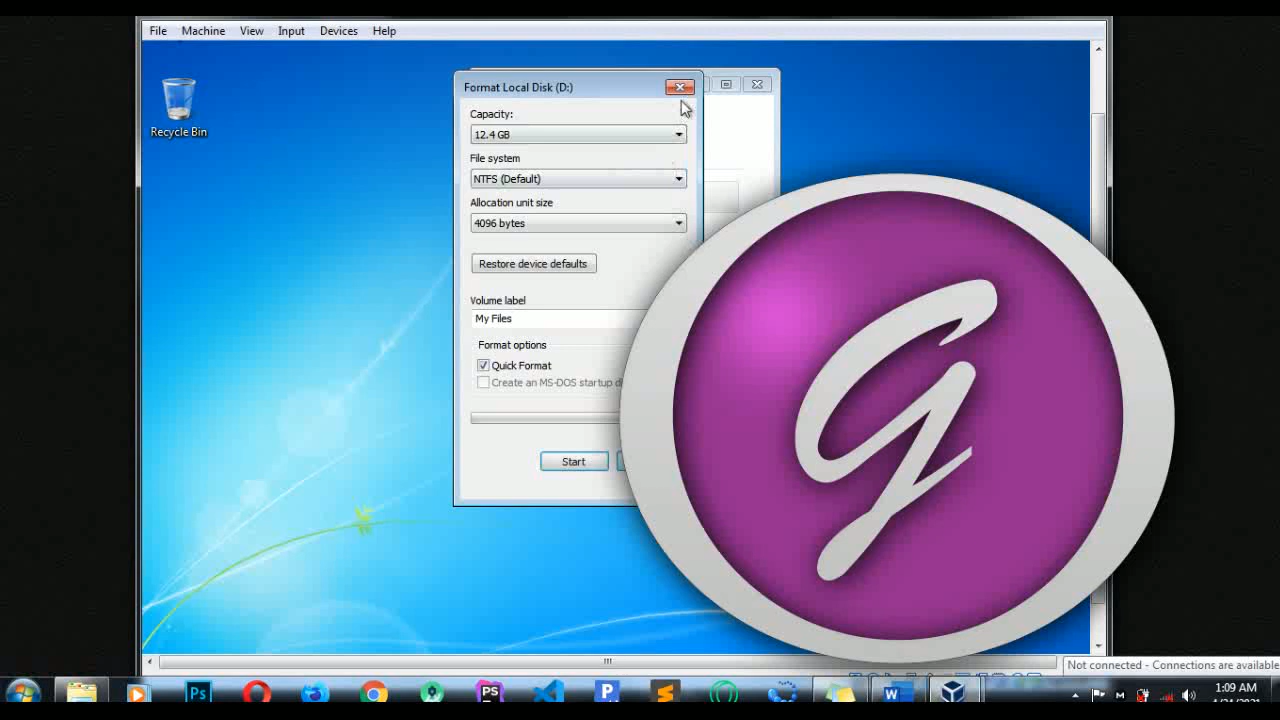 File Machine View Input Devices Help
Recycle Bin
Format Local Disk (D:)
Capacity:
12.4 GB
File system
NTFS (Default)
Allocation unit size
4096 bytes
Restore device defaults
Volume label
My Files
Format options
Quick Format
Create an MS-DOS startup
Start
g
Not connected - Connections are available
Ps
PS
P
W
1:09 AM